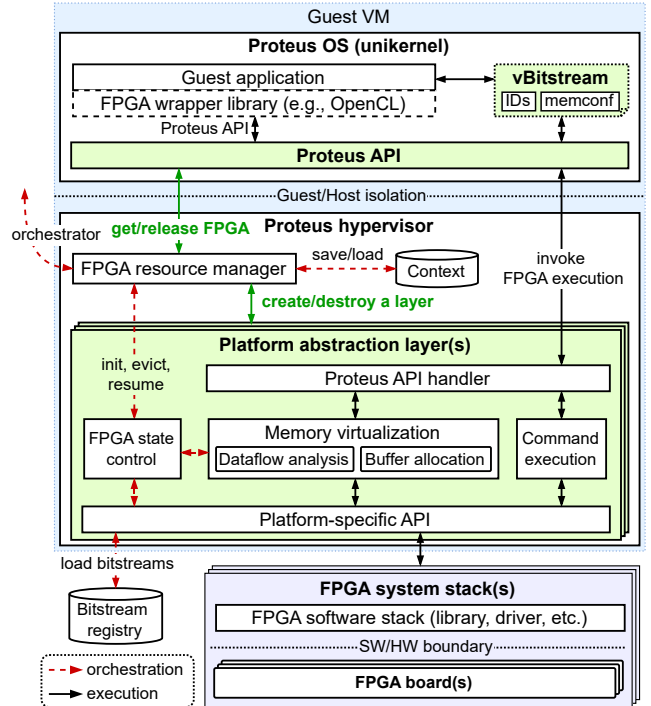 Guest VM
Proteus OS (unikernel)
Guest application
FPGA wrapper library (e.g., OpenCL)
vBitstream
IDs
memconf
Proteus API
Proteus API
Guest/Host isolation
Proteus hypervisor
orchestrator
get/release FPGA
FPGA resource manager
save/load
Context
invoke
FPGA execution
create/destroy a layer
Platform abstraction layer(s)
init, evict,
resume
Proteus API handler
FPGA state
control
Memory virtualization
Dataflow analysis
Buffer allocation
Command
execution
Platform-specific API
load bitstreams
Bitstream
registry
FPGA system stack(s)
FPGA software stack (library, driver, etc.)
SW/HW boundary
FPGA board(s)
orchestration
execution